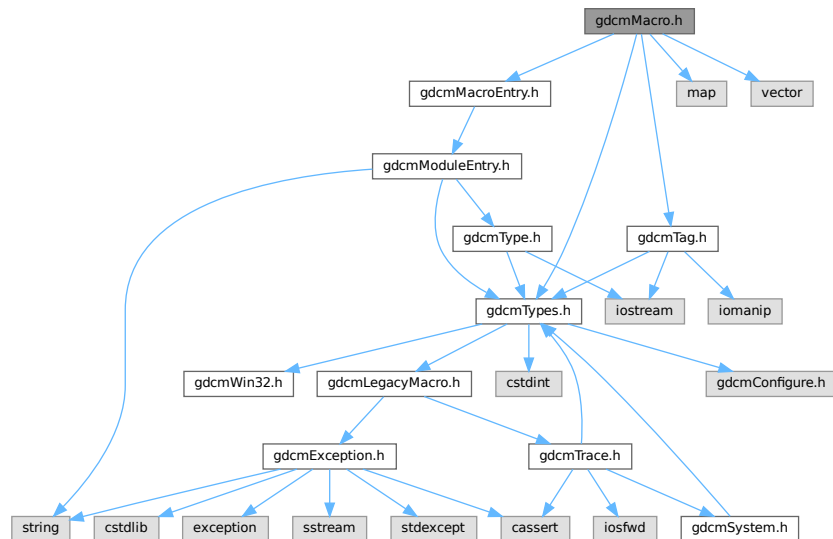 gdcmMacro.h
gdcmMacroEntry.h
map
vector
gdcmModuleEntry.h
gdcmType.h
gdcmTag.h
gdcmTypes.h
iostream
iomanip
gdcmWin32.h
gdcmLegacyMacro.h
cstdint
gdcmConfigure.h
gdcmException.h
gdcmTrace.h
string
cstdlib
exception
sstream
stdexcept
cassert
iosfwd
gdcmSystem.h